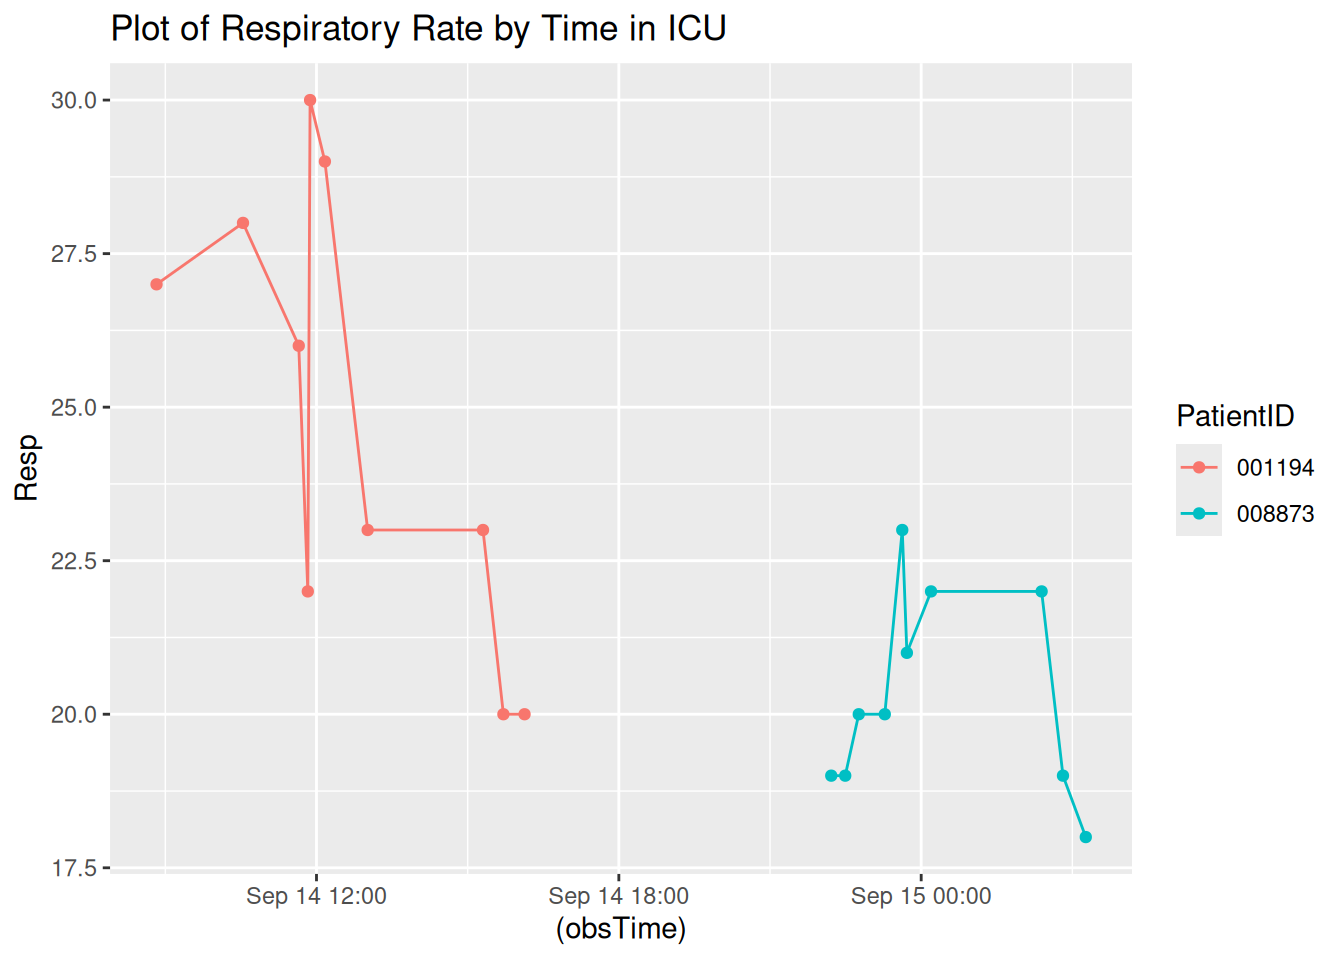 Plot of Respiratory Rate by Time in ICU
30.0
27.5
25.0
22.5
20.0
17.5
Resp
Sep 14 12:00
Sep 14 18:00
Sep 15 00:00
(obsTime)
PatientID
001194
008873